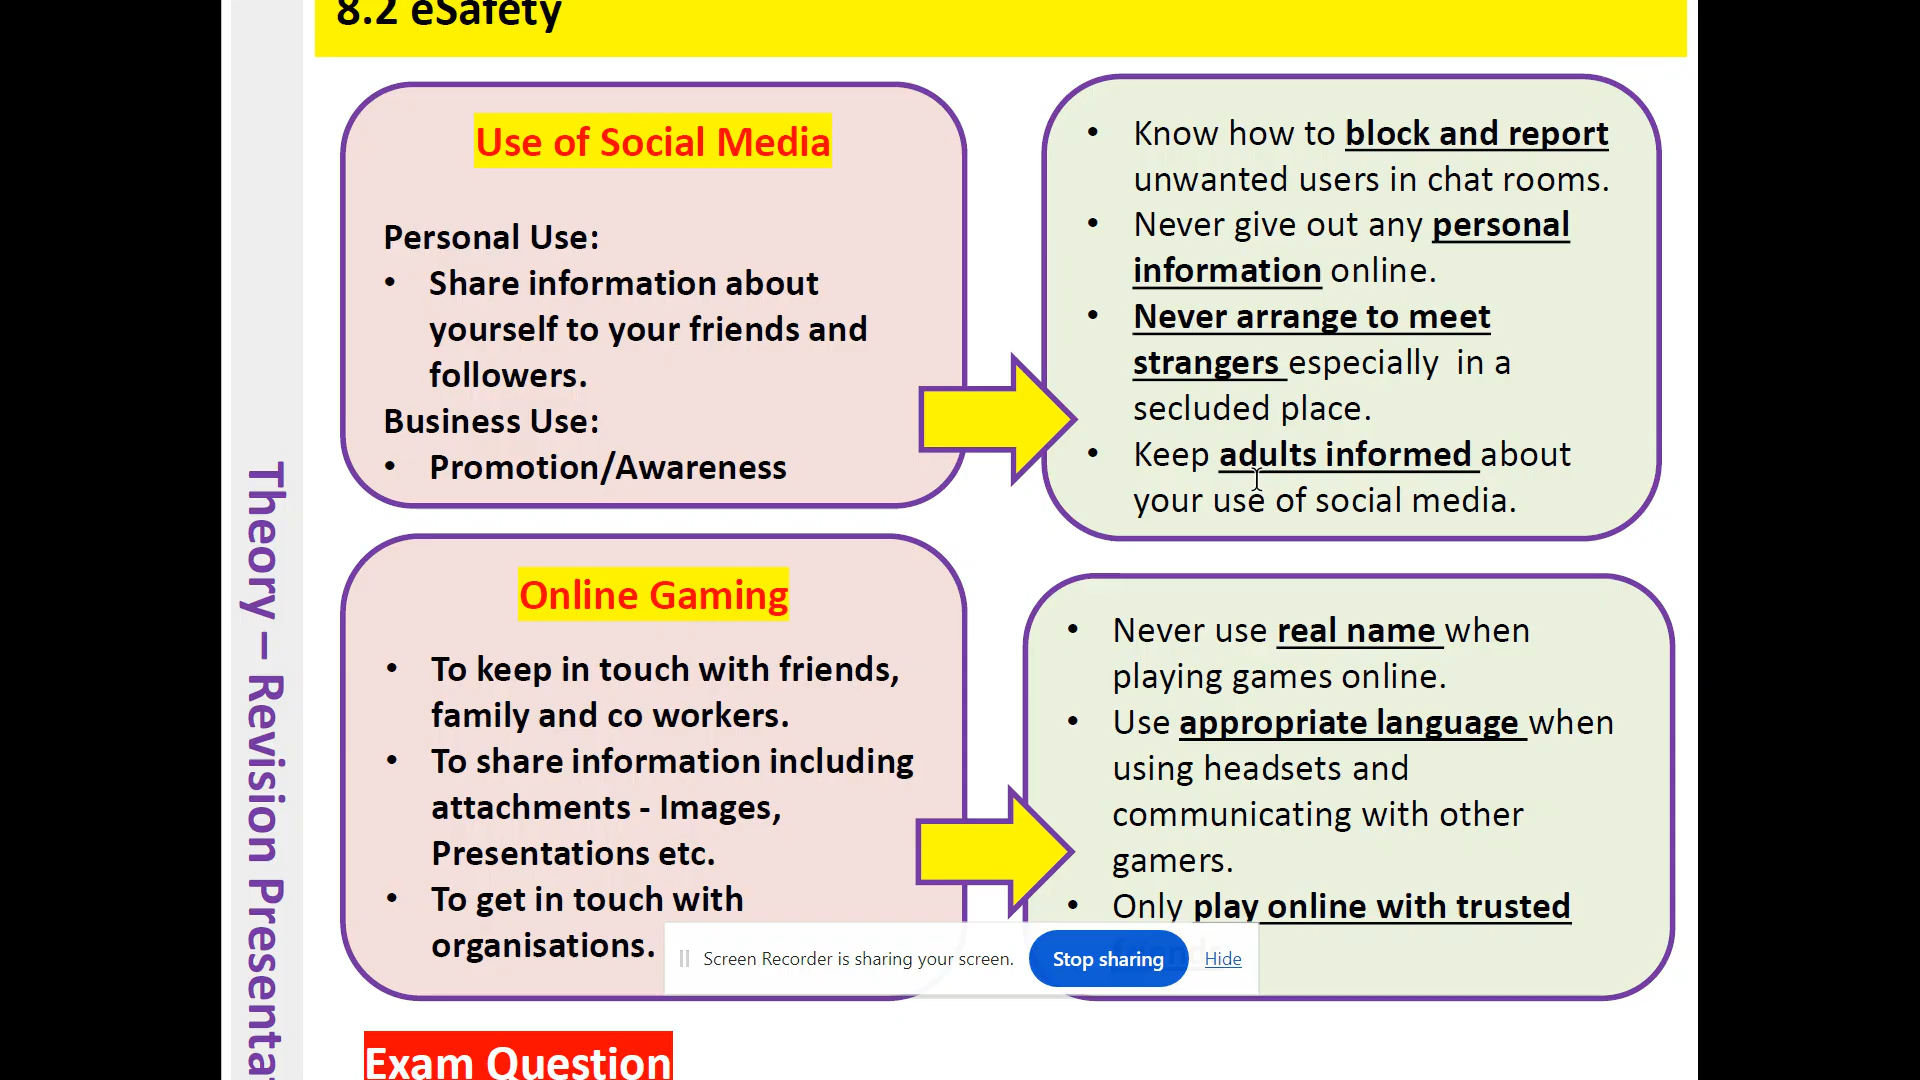 8.2 eSafety
Use of Social Media
Personal Use:
• Share information about
yourself to your friends and
followers.
Business Use:
• Promotion/Awareness
• Know how to block and report
unwanted users in chat rooms.
• Never give out any personal
information online.
• Never arrange to meet
strangers especially in a
secluded place.
• Keep adults informed about
your use of social media.
Online Gaming
• To keep in touch with friends,
family and co workers.
• To share information including
attachments - Images,
Presentations etc.
• To get in touch with
organisations.
• Never use real name when
playing games online.
• Use appropriate language when
using headsets and
communicating with other
gamers.
• Only play online with trusted
Screen Recorder is sharing your screen. Stop sharing Hide
Exam Question
Theory – Revision